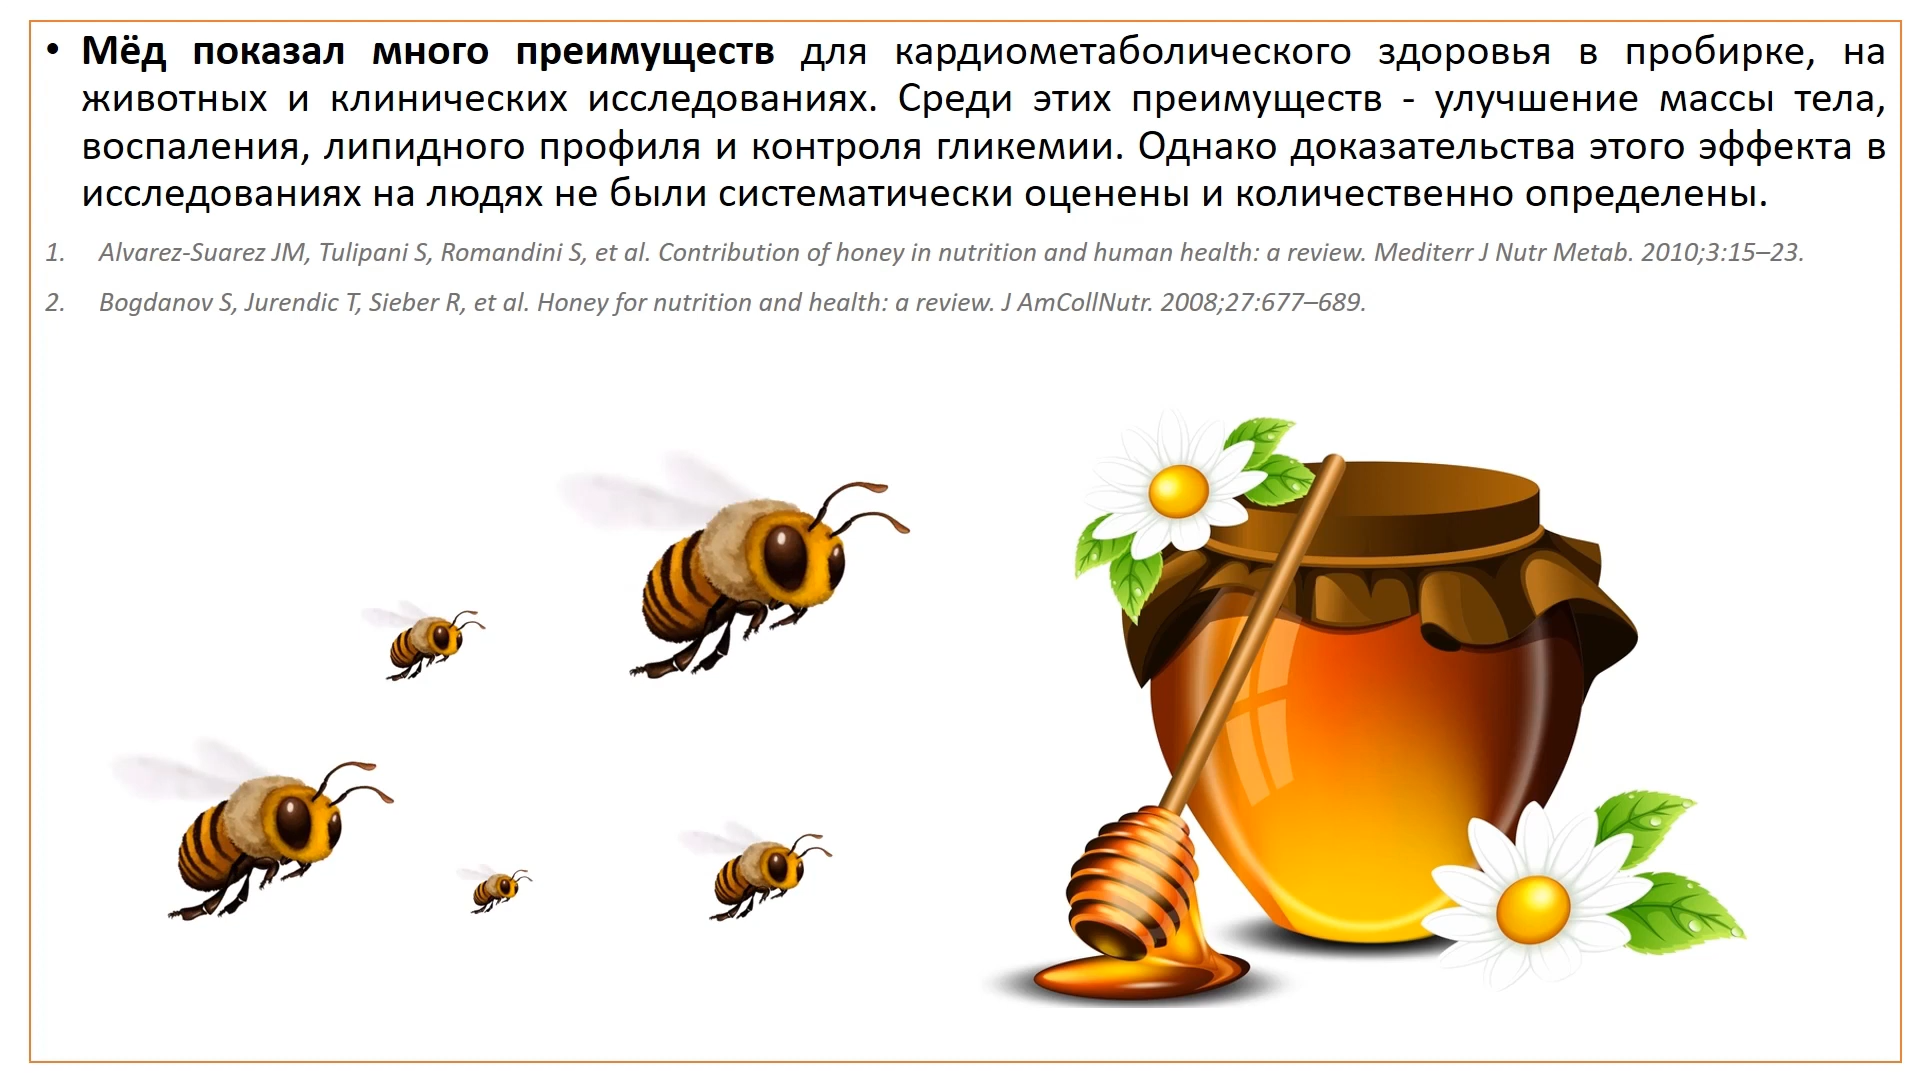 • Мёд показал много преимуществ для кардиометаболического здоровья в пробирке, на
животных и клинических исследованиях. Среди этих преимуществ - улучшение массы тела,
воспаления, липидного профиля и контроля гликемии. Однако доказательства этого эффекта в
исследованиях на людях не были систематически оценены и количественно определены.
1. Alvarez-Suarez JM, Tulipani S, Romandini S, et al. Contribution of honey in nutrition and human health: a review. Mediterr J Nutr Metab. 2010;3:15–23.
2. Bogdanov S, Jurendic T, Sieber R, et al. Honey for nutrition and health: a review. J AmCollNutr. 2008;27:677–689.